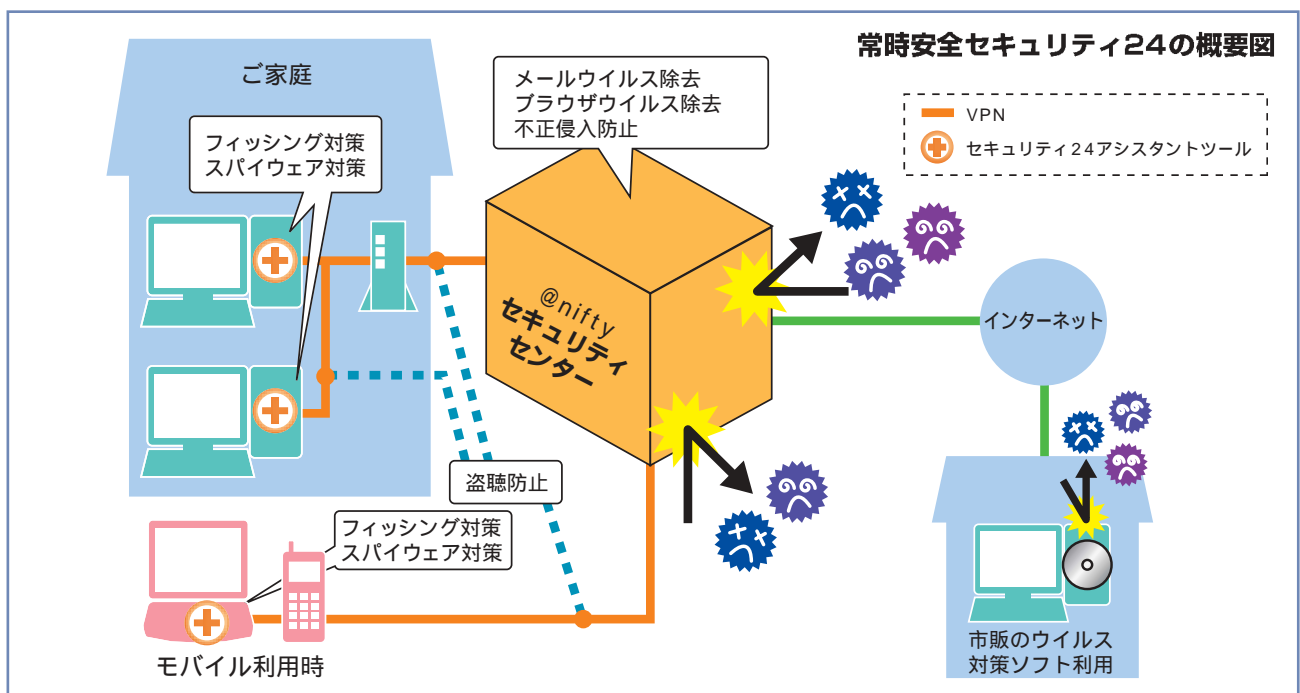 常時安全セキュリティ24の概要図
VPN
セキュリティ24アシスタントツール
ご家庭
フィッシング対策
スパイウェア対策
メールウイルス除去
ブラウザウイルス除去
不正侵入防止
@nifty
セキュリティ
センター
インターネット
盗聴防止
フィッシング対策
スパイウェア対策
モバイル利用時
市販のウイルス
対策ソフト利用